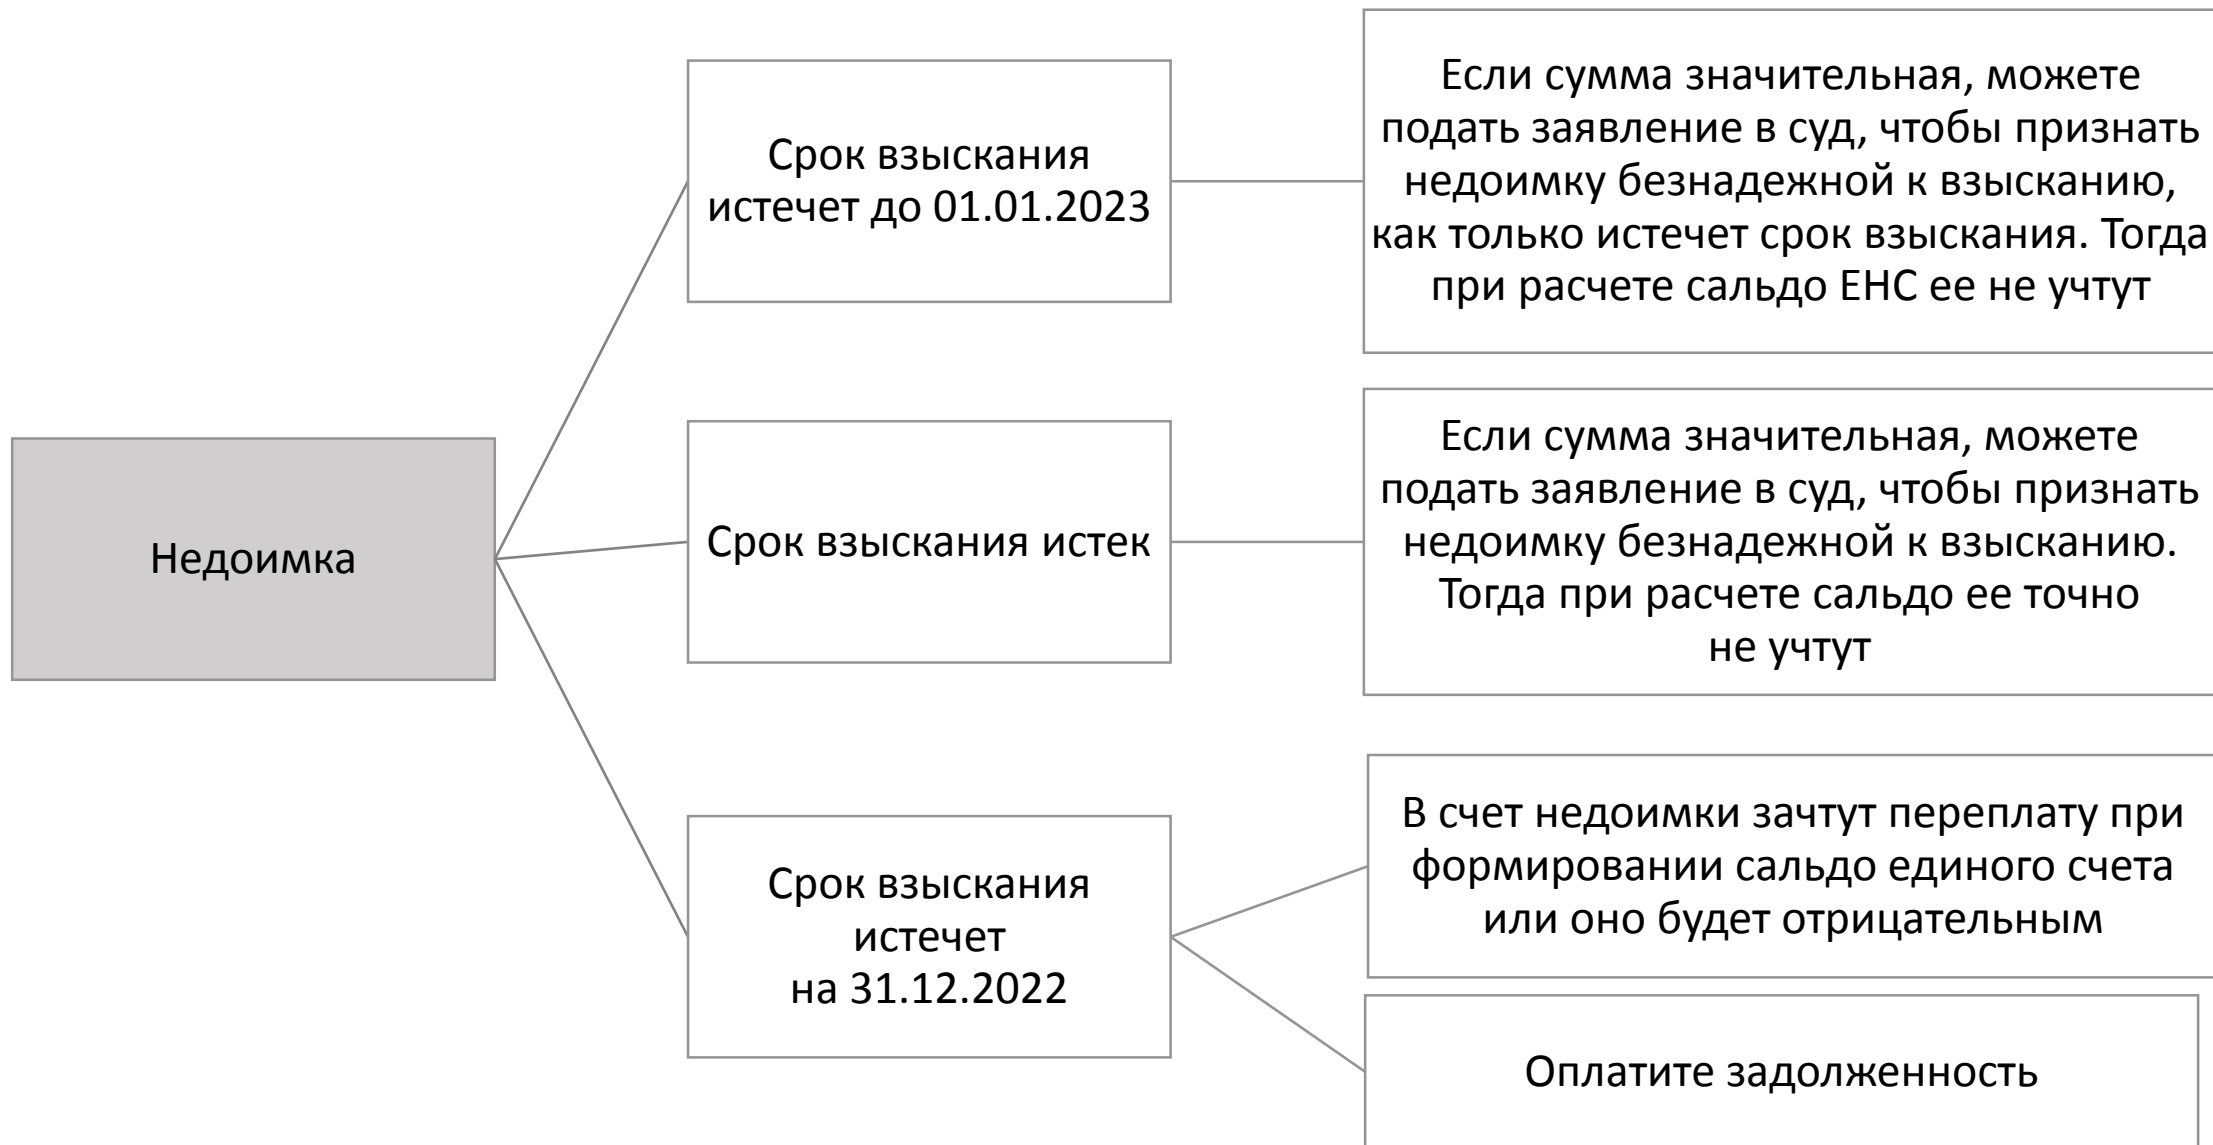 Недоимка
Срок взыскания
истечет до 01.01.2023
Если сумма значительная, можете
подать заявление в суд, чтобы признать
недоимку безнадежной к взысканию,
как только истечет срок взыскания. Тогда
при расчете сальдо ЕНС ее не учтут
Срок взыскания истек
Если сумма значительная, можете
подать заявление в суд, чтобы признать
недоимку безнадежной к взысканию.
Тогда при расчете сальдо ее точно
не учтут
Срок взыскания
истечет
на 31.12.2022
В счет недоимки зачтут переплату при
формировании сальдо единого счета
или оно будет отрицательным
Оплатите задолженность